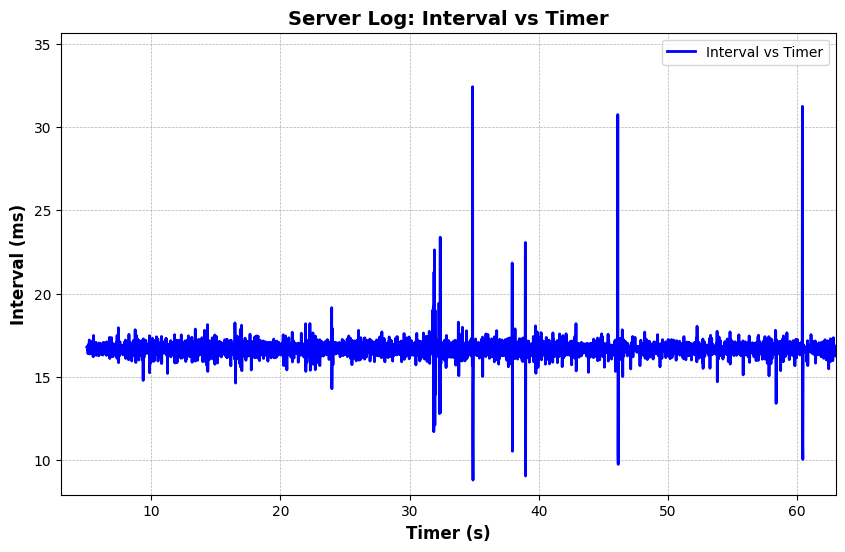 Server Log: Interval vs Timer
Interval vs Timer
35
30
25
20
15
10
Interval (ms)
10 20 30 40 50 60
Timer (s)